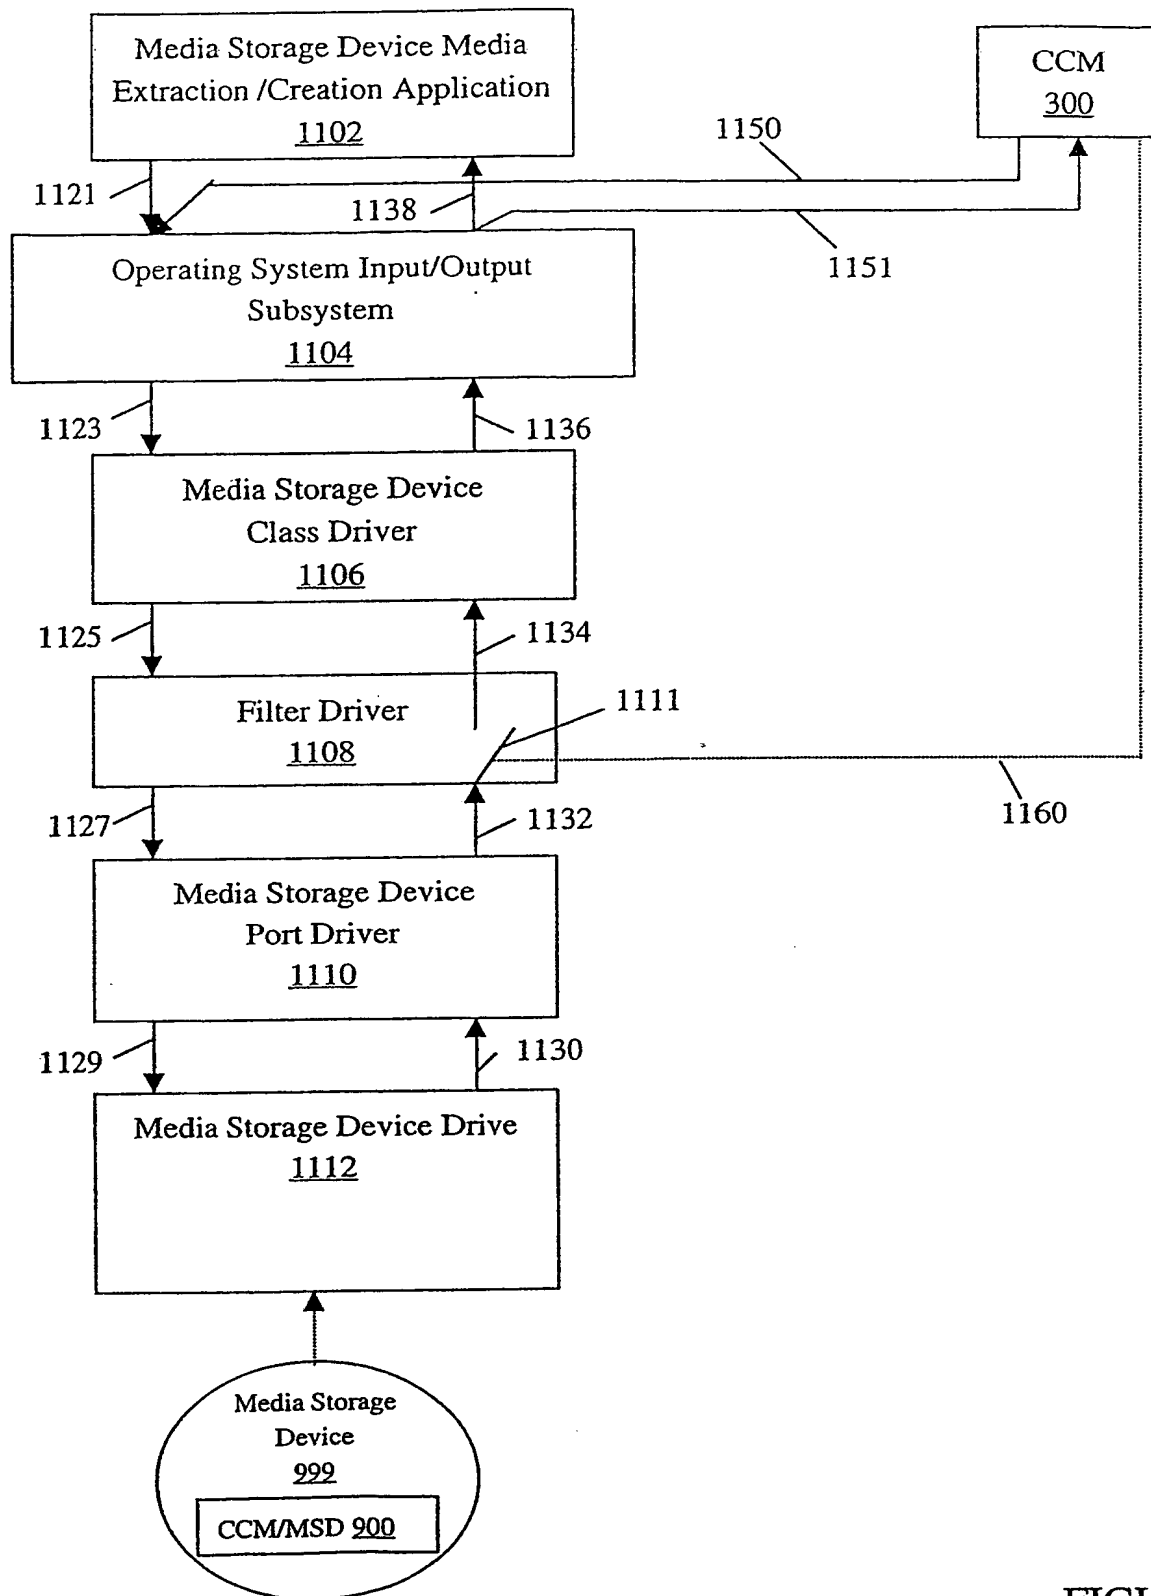 Media Storage Device Media
Extraction /Creation Application
1102
CCM
300
1150
1121
1138
1151
Operating System Input/Output
Subsystem
1104
1123
1136
Media Storage Device
Class Driver
1106
1125
1134
Filter Driver
1108
1111
1127
1132
1160
Media Storage Device
Port Driver
1110
1129
1130
Media Storage Device Drive
1112
Media Storage
Device
999
CCM/MSD 900